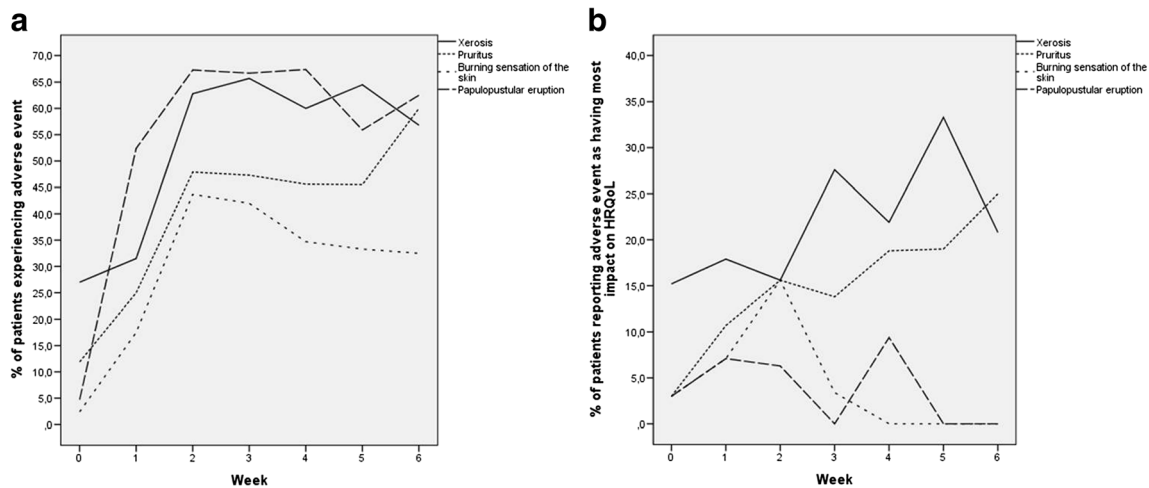 a
% of patients experiencing adverse event
70,0
65,0
60,0
55,0
50,0
45,0
40,0
35,0
30,0
25,0
20,0
15,0
10,0
5,0
,0
0 1 2 3 4 5 6
Week
Xerosis
Pruritus
Burning sensation of the
skin
Papulopustular eruption
b
% of patients reporting adverse event as having most
impact on HRQoL
40,0
35,0
30,0
25,0
20,0
15,0
10,0
5,0
,0
0 1 2 3 4 5 6
Week
Xerosis
Pruritus
Burning sensation of the
skin
Papulopustular eruption